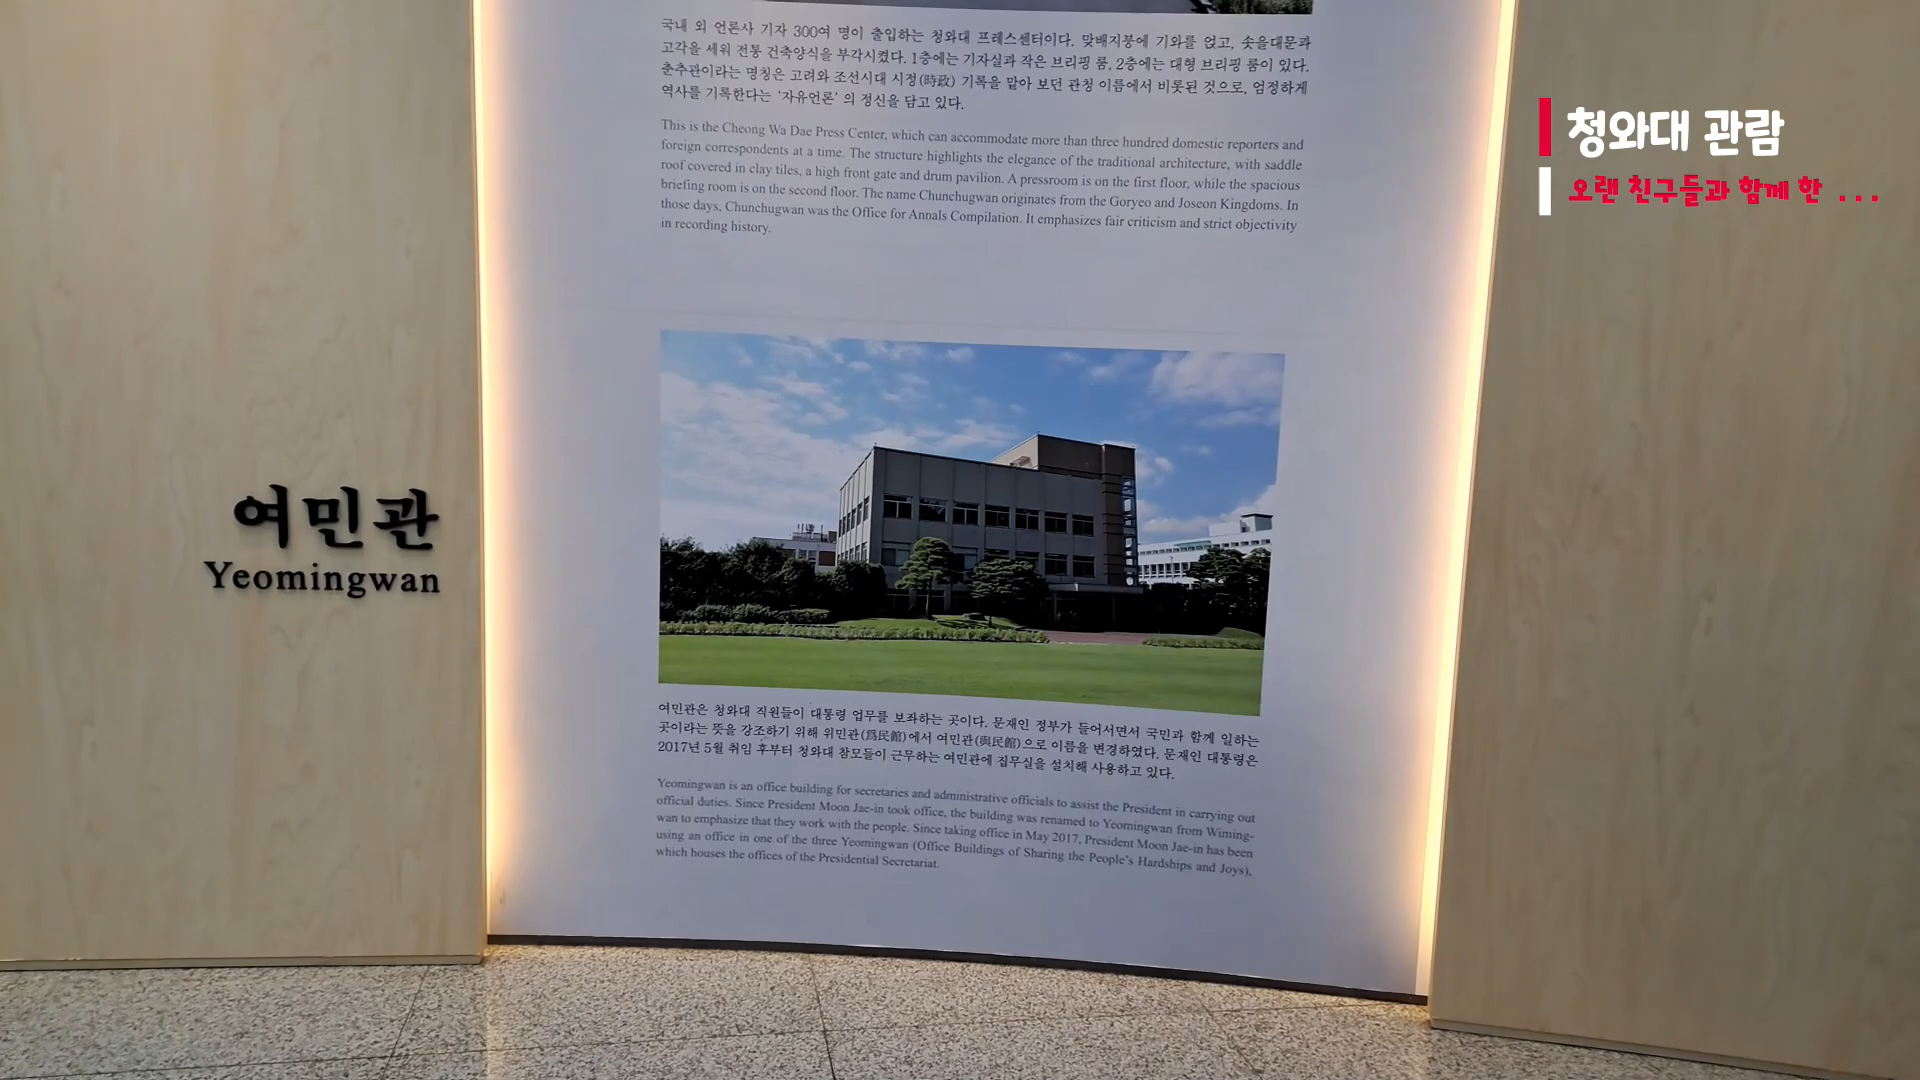 국내 외 언론사 기자 300여 명이 출입하는 청와대 프레스센터이다. 맞배지붕에 기와를 얹고, 솟을대문과
고각을 세워 전통 건축양식을 부각시켰다. 1층에는 기자실과 작은 브리핑 룸, 2층에는 대형 브리핑 룸이 있다.
춘추관이라는 명칭은 고려와 조선시대 시정(時政) 기록을 맡아 보던 관청 이름에서 비롯된 것으로, 엄정하게
역사를 기록한다는 '자유언론' 의 정신을 담고 있다.
This is the Cheong Wa Dae Press Center, which can accommodate more than three hundred domestic reporters and
foreign correspondents at a time. The structure highlights the elegance of the traditional architecture, with saddle
roof covered in clay tiles, a high front gate and drum pavilion. A pressroom is on the first floor, while the spacious
briefing room is on the second floor. The name Chunchugwan originates from the Goryeo and Joseon Kingdoms. In
those days, Chunchugwan was the Office for Annals Compilation. It emphasizes fair criticism and strict objectivity
in recording history.
청와대 관람
오랜 친구들과 함께 한 ...
여민관
Yeomingwan
여민관은 청와대 직원들이 대통령 업무를 보좌하는 곳이다. 문재인 정부가 들어서면서 국민과 함께 일하는
곳이라는 뜻을 강조하기 위해 위민관(爲民館)에서 여민관(與民館)으로 이름을 변경하였다. 문재인 대통령은
2017년 5월 취임 후부터 청와대 참모들이 근무하는 여민관에 집무실을 설치해 사용하고 있다.
Yeomingwan is an office building for secretaries and administrative officials to assist the President in carrying out
official duties. Since President Moon Jae-in took office, the building was renamed to Yeomingwan from Wiming-
wan to emphasize that they work with the people. Since taking office in May 2017, President Moon Jae-in has been
using an office in one of the three Yeomingwan (Office Buildings of Sharing the People's Hardships and Joys),
which houses the offices of the Presidential Secretariat.